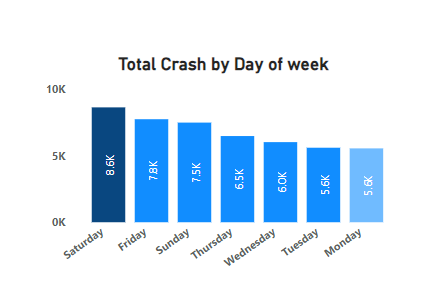 Total Crash by Day of week
10K
5K
0K
8.6K
7.8K
7.5K
6.5K
6.0K
5.6K
5.6K
Saturday
Friday
Sunday
Thursday
Wednesday
Tuesday
Monday